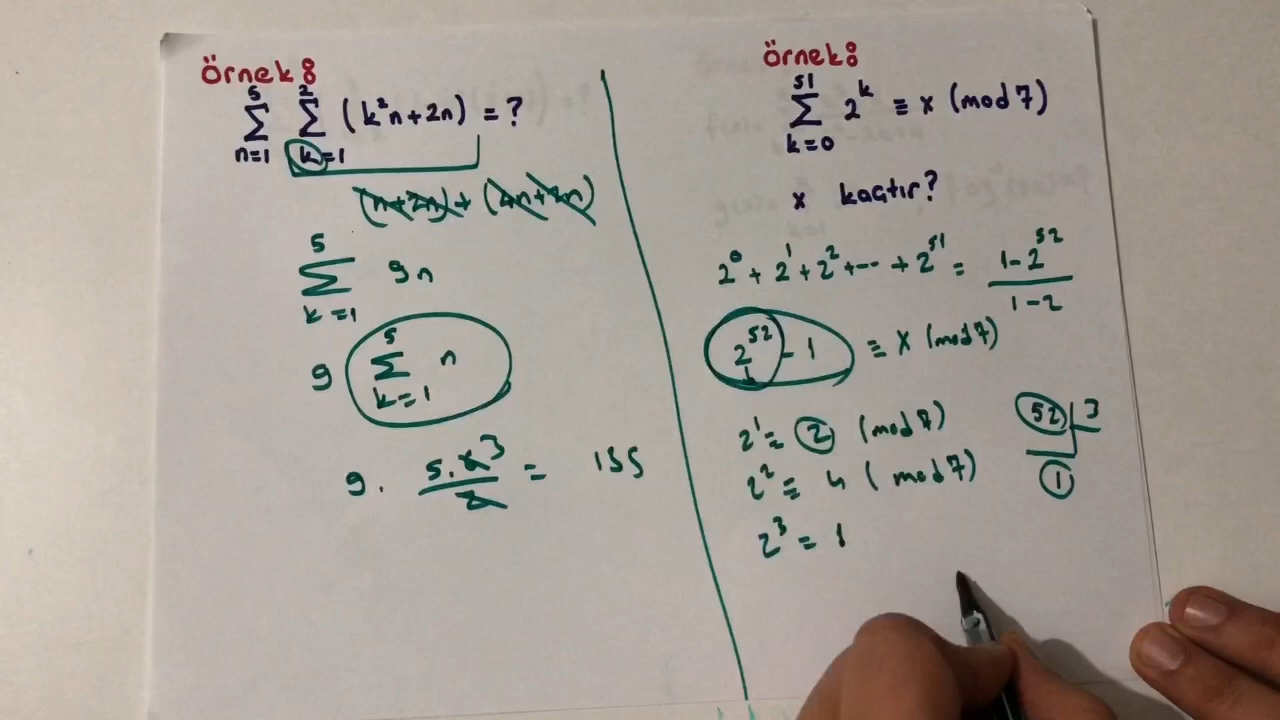 Örnek:
5 2
∑ ∑ (k²n+2n) = ?
n=1 k=1
(n+2n) + (4n+2n)
5
∑ 9n
k=1
5
9 ∑ n
k=1
9. 5.6 3 / 2 = 135
Örnek:
51
∑ 2^k ≡ x (mod 7)
k=0
x kaçtır?
2⁰ + 2¹ + 2² + ... + 2⁵¹ = 1-2⁵² / 1-2
2⁵² - 1 ≡ x (mod 7)
2¹ ≡ 2 (mod 7)
52 | 3
2² ≡ 4 (mod 7)
1
2³ ≡ 1